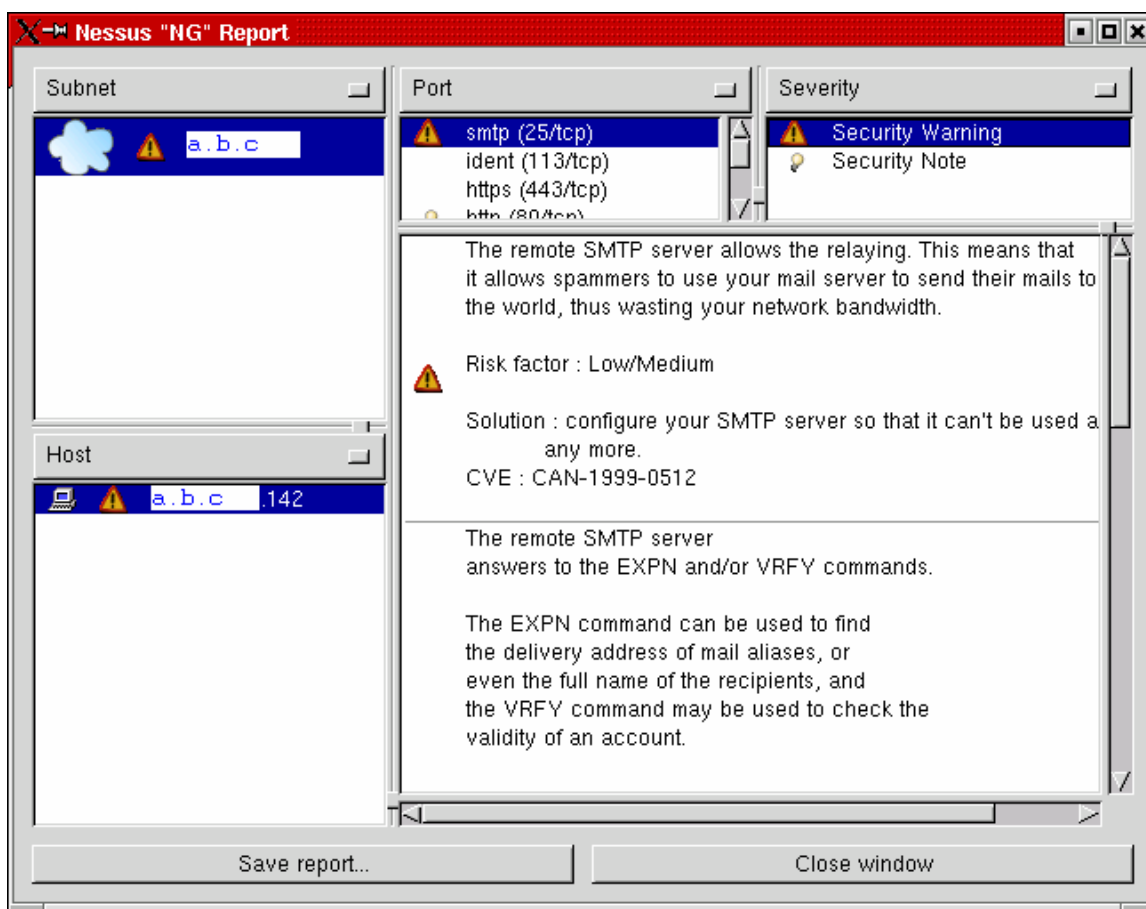 Nessus "NG" Report
Subnet
a.b.c
Host
a.b.c .142
Port
smtp (25/tcp)
ident (113/tcp)
https (443/tcp)
http (80/tcp)
Severity
Security Warning
Security Note
The remote SMTP server allows the relaying. This means that
it allows spammers to use your mail server to send their mails to
the world, thus wasting your network bandwidth.
Risk factor : Low/Medium
Solution : configure your SMTP server so that it can't be used a
any more.
CVE : CAN-1999-0512
The remote SMTP server
answers to the EXPN and/or VRFY commands.
The EXPN command can be used to find
the delivery address of mail aliases, or
even the full name of the recipients, and
the VRFY command may be used to check the
validity of an account.
Save report...
Close window